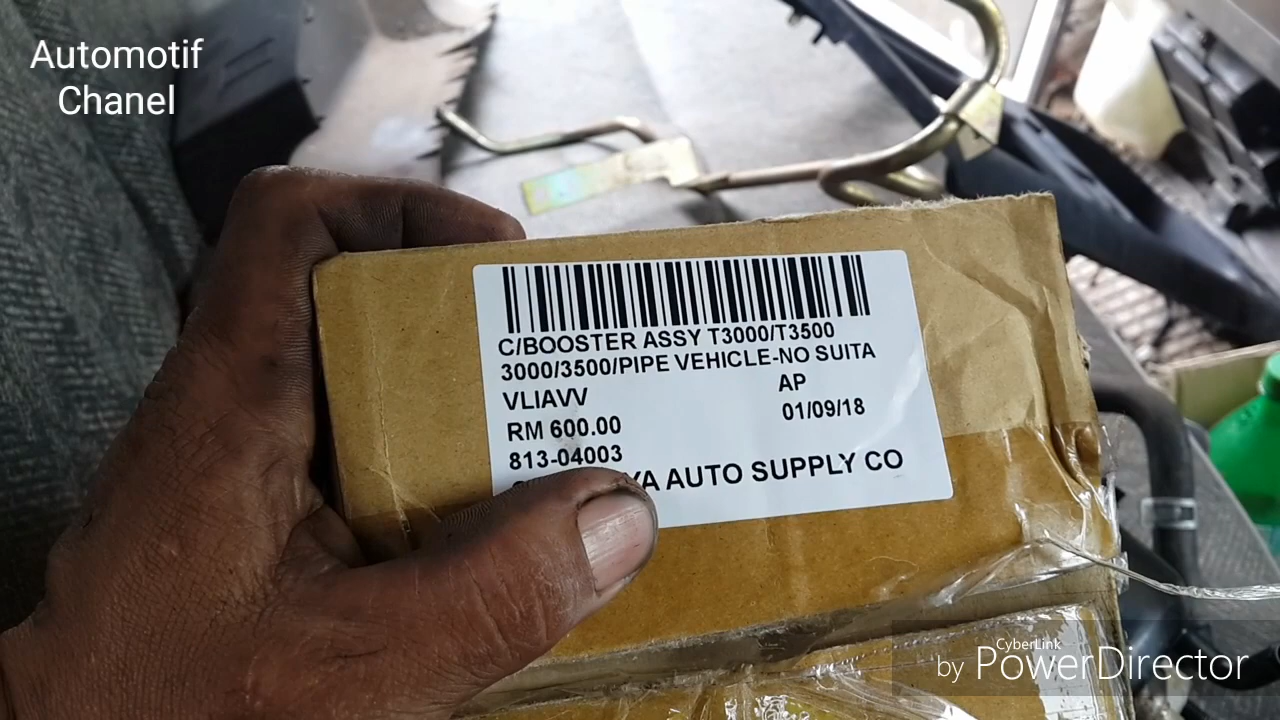 Automotif
Chanel
C/BOOSTER ASSY T3000/T3500
3000/3500/PIPE VEHICLE-NO SUITA
VLIAVV AP
RM 600.00 01/09/18
813-04003
AUTO SUPPLY CO
CyberLink
by PowerDirector